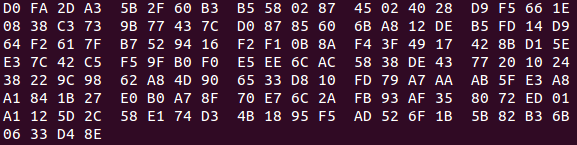 D0 FA 2D A3 5B 2F 60 B3 B5 58 02 87 45 02 40 28 D9 F5 66 1E
08 38 C3 73 9B 77 43 7C D0 87 85 60 6B A8 12 DE B5 FD 14 D9
64 F2 61 7F B7 52 94 16 F2 F1 0B 8A F4 3F 49 17 42 8B D1 5E
E3 7C 42 C5 F5 9F B0 F0 E5 EE 6C AC 58 38 DE 43 77 20 10 24
38 22 9C 98 62 A8 4D 90 65 33 D8 10 FD 79 A7 AA AB 5F E3 A8
A1 84 1B 27 E0 B0 A7 8F 70 E7 6C 2A FB 93 AF 35 80 72 ED 01
A1 12 5D 2C 58 E1 74 D3 4B 18 95 F5 AD 52 6F 1B 5B 82 B3 6B
06 33 D4 8E